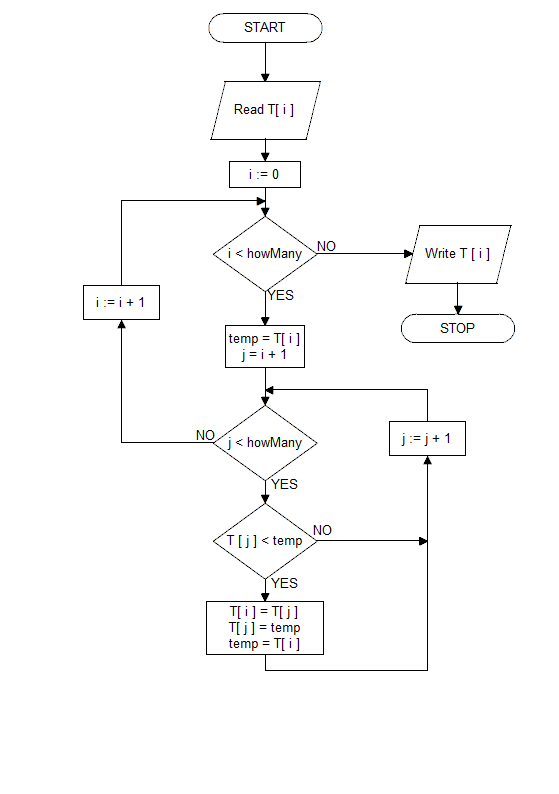 START
Read T[ i ]
i := 0
i < howMany
NO
Write T [ i ]
YES
i := i + 1
STOP
temp = T[ i ]
j = i + 1
NO
j < howMany
j := j + 1
YES
T [ j ] < temp
NO
YES
T[ i ] = T[ j ]
T[ j ] = temp
temp = T[ i ]